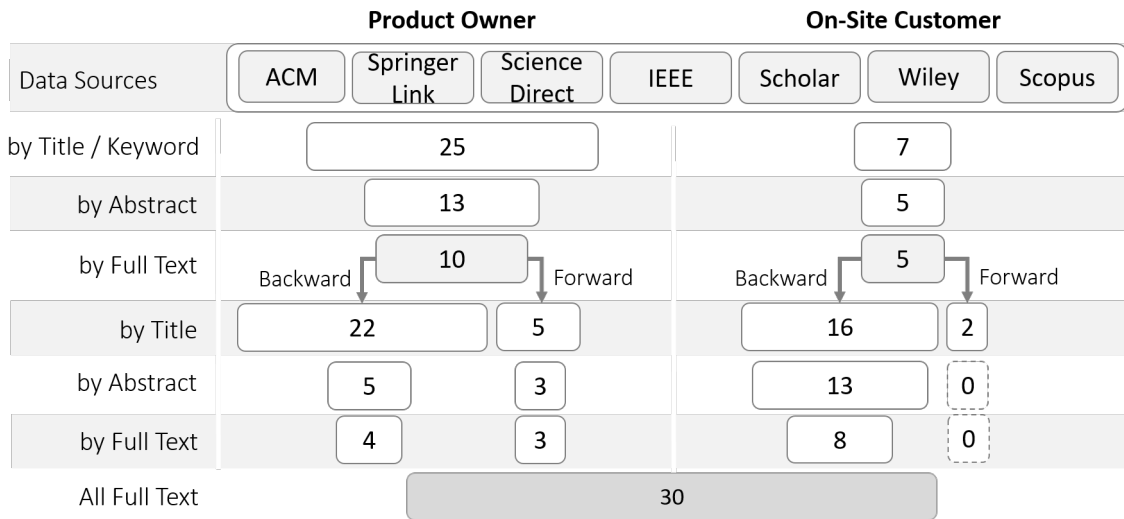 Product Owner
On-Site Customer
Data Sources
ACM
Springer
Link
Science
Direct
IEEE
Scholar
Wiley
Scopus
by Title / Keyword
25
7
by Abstract
13
5
by Full Text
10
5
Backward
Forward
Backward
Forward
by Title
22
5
16
2
by Abstract
5
3
13
0
by Full Text
4
3
8
0
All Full Text
30